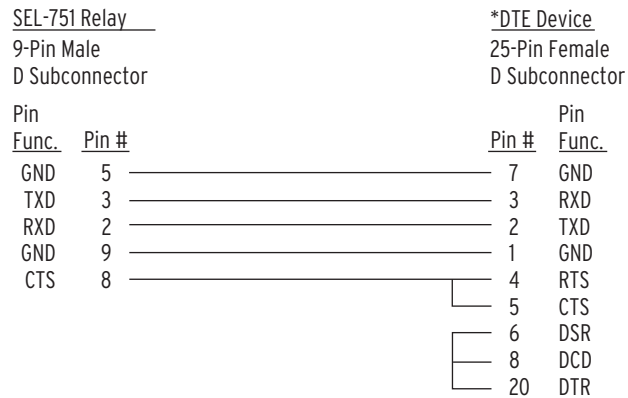 SEL-751 Relay *DTE Device
9-Pin Male 25-Pin Female
D Subconnector D Subconnector
Pin Pin
Func. Pin # Pin # Func.
GND 5 7 GND
TXD 3 3 RXD
RXD 2 2 TXD
GND 9 1 GND
CTS 8 4 RTS
5 CTS
6 DSR
8 DCD
20 DTR